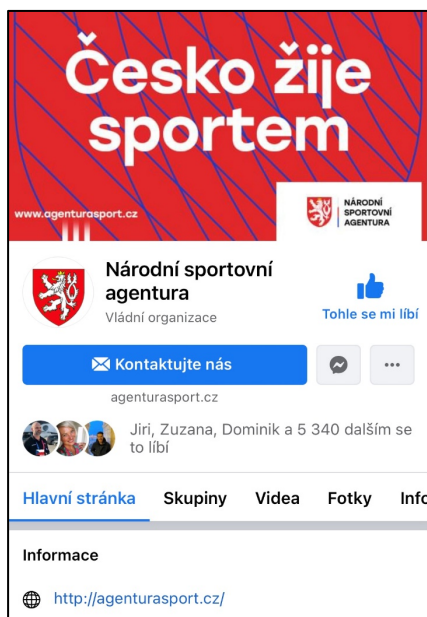 Česko žije
sportem
www.agenturasport.cz
NÁRODNÍ
SPORTOVNÍ
AGENTURA
Národní sportovní
agentura
Vládní organizace
Tohle se mi líbí
Kontaktujte nás
agenturasport.cz
Jiri, Zuzana, Dominik a 5 340 dalším se
to líbí
Hlavní stránka Skupiny Videa Fotky Info
Informace
http://agenturasport.cz/